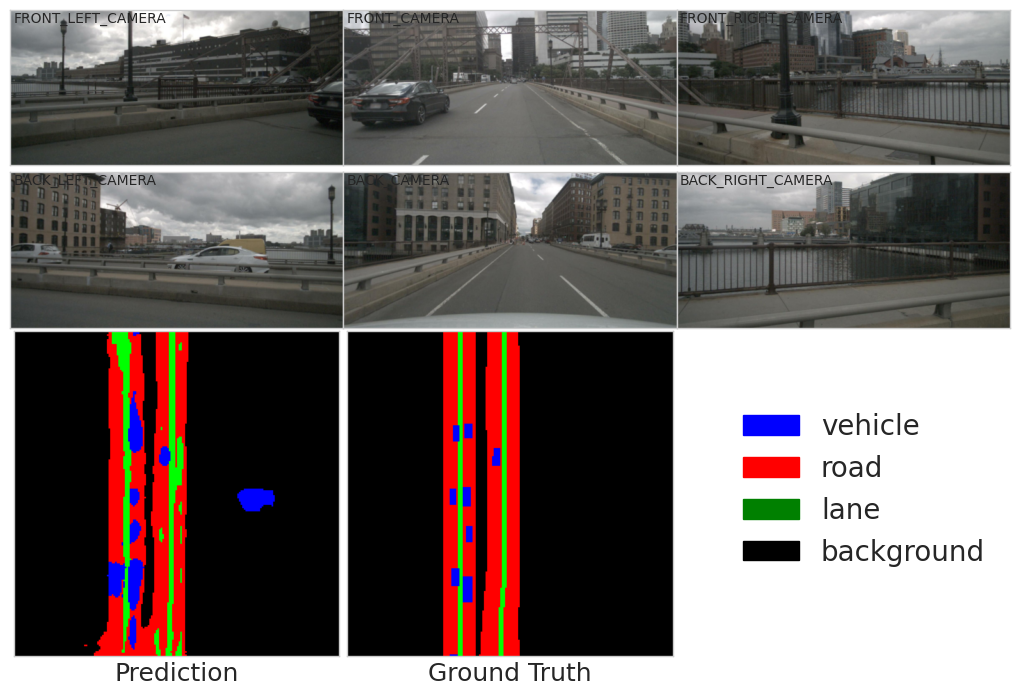 FRONT_LEFT_CAMERA
FRONT_CAMERA
FRONT_RIGHT_CAMERA
BACK_LEFT_CAMERA
BACK_CAMERA
BACK_RIGHT_CAMERA
vehicle
road
lane
background
Prediction
Ground Truth